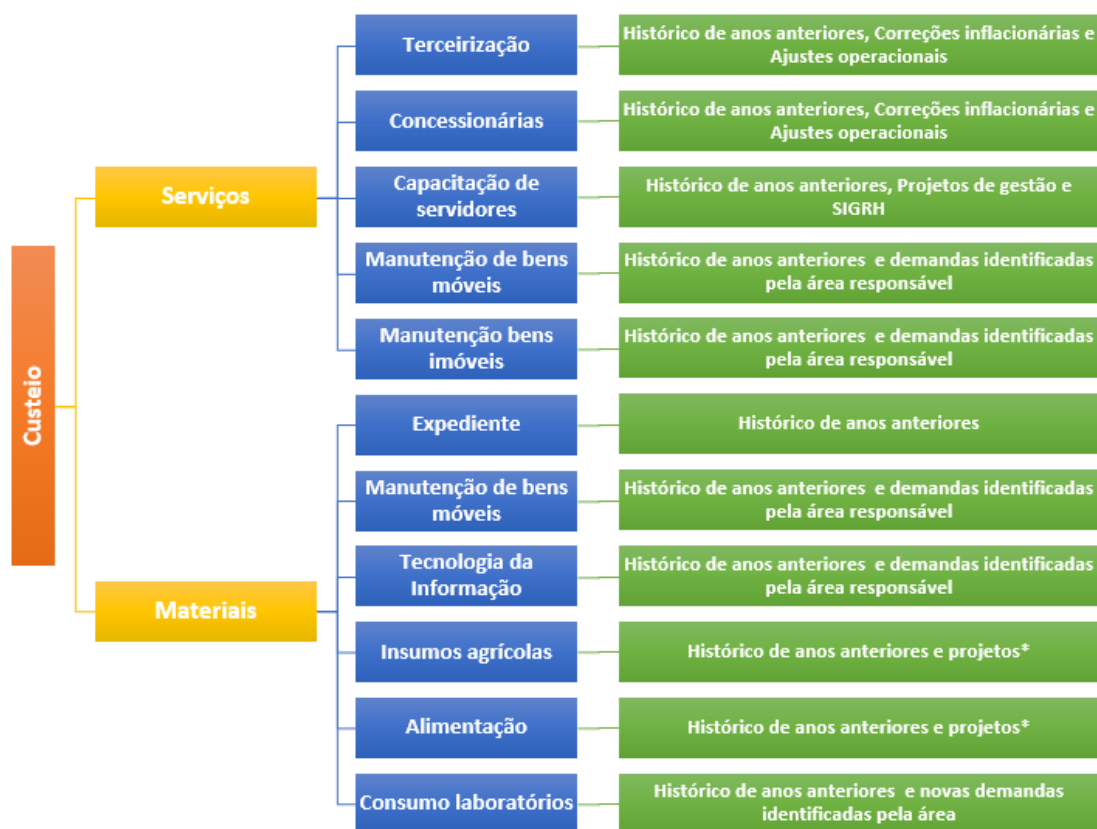 Custeio
Serviços
Terceirização
Histórico de anos anteriores, Correções inflacionárias e
Ajustes operacionais
Concessionárias
Histórico de anos anteriores, Correções inflacionárias e
Ajustes operacionais
Capacitação de
servidores
Histórico de anos anteriores, Projetos de gestão e
SIGRH
Manutenção de bens
móveis
Histórico de anos anteriores e demandas identificadas
pela área responsável
Manutenção bens
imóveis
Histórico de anos anteriores e demandas identificadas
pela área responsável
Materiais
Expediente
Histórico de anos anteriores
Manutenção de bens
móveis
Histórico de anos anteriores e demandas identificadas
pela área responsável
Tecnologia da
Informação
Histórico de anos anteriores e demandas identificadas
pela área responsável
Insumos agrícolas
Histórico de anos anteriores e projetos*
Alimentação
Histórico de anos anteriores e projetos*
Consumo laboratórios
Histórico de anos anteriores e novas demandas
identificadas pela área